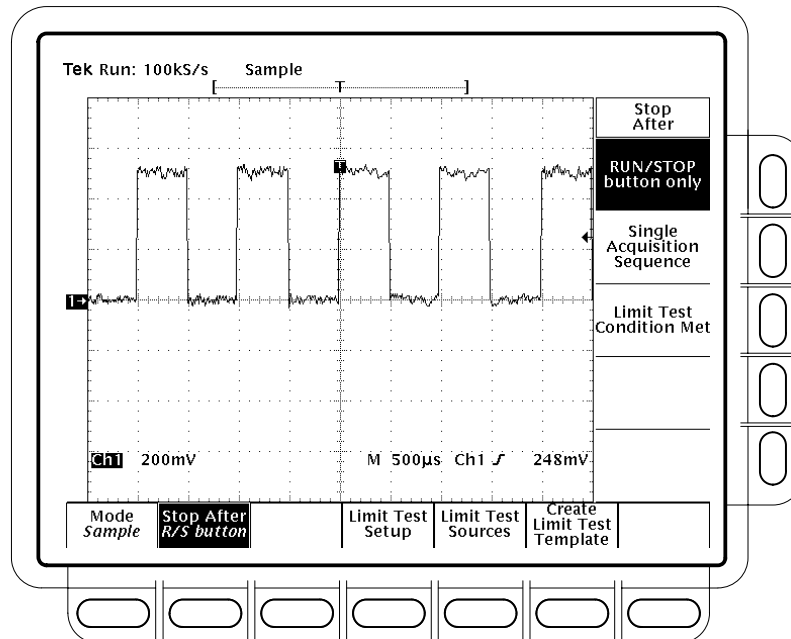 Tek Run: 100kS/s Sample
[ T ]
T
1→
Ch1 200mV M 500µs Ch1 248mV
Stop
After
RUN/STOP
button only
Single
Acquisition
Sequence
Limit Test
Condition Met
Mode
Sample
Stop After
R/S button
Limit Test
Setup
Limit Test
Sources
Create
Limit Test
Template